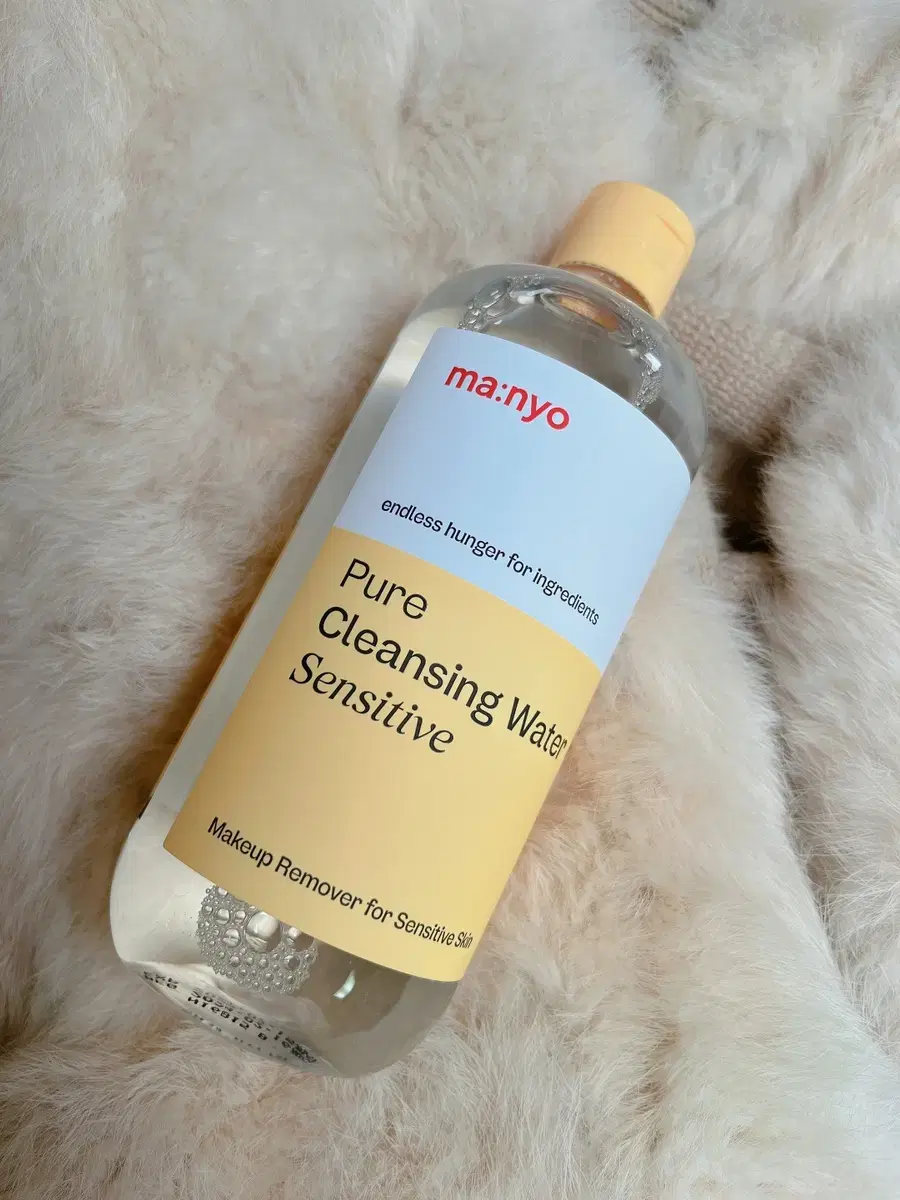 ma:nyo
endless hunger for ingredients
Pure
Cleansing Water
Sensitive
Makeup Remover for Sensitive Skin